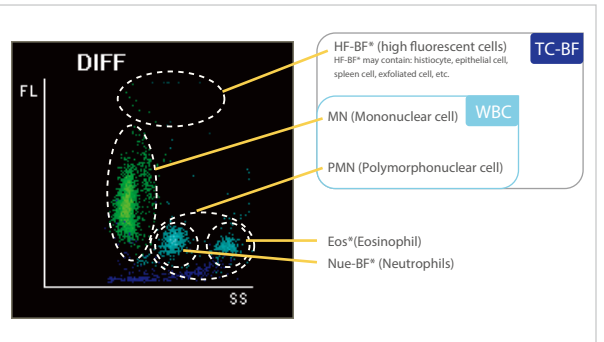 DIFF
FL
SS
HF-BF* (high fluorescent cells)
HF-BF* may contain: histiocyte, epithelial cell,
spleen cell, exfoliated cell, etc.
TC-BF
MN (Mononuclear cell)
WBC
PMN (Polymorphonuclear cell)
Eos*(Eosinophil)
Nue-BF* (Neutrophils)